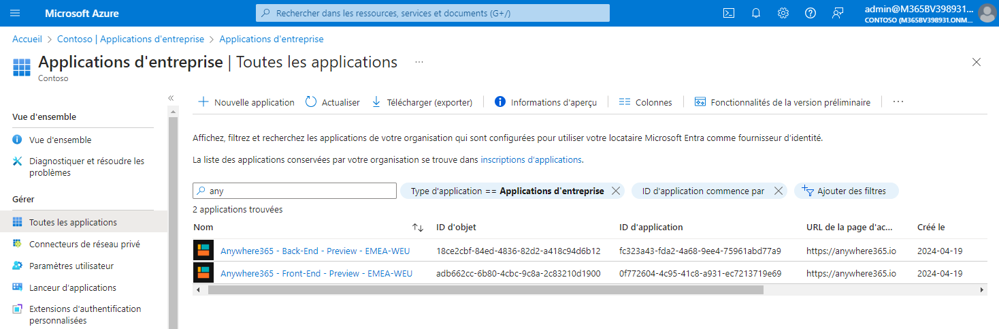 Microsoft Azure
Rechercher dans les ressources, services et documents (G+/)
admin@M365BV398931...
CONTOSO (M365BV398931.ONM...
Accueil > Contoso | Applications d'entreprise > Applications d'entreprise
Applications d'entreprise | Toutes les applications ...
Contoso
Nouvelle application
Actualiser
Télécharger (exporter)
Informations d'aperçu
Colonnes
Fonctionnalités de la version préliminaire
...
Vue d'ensemble
Vue d'ensemble
Diagnostiquer et résoudre les
problèmes
Gérer
Toutes les applications
Connecteurs de réseau privé
Paramètres utilisateur
Lanceur d'applications
Extensions d'authentification
personnalisées
Affichez, filtrez et recherchez les applications de votre organisation qui sont configurées pour utiliser votre locataire Microsoft Entra comme fournisseur d'identité.
La liste des applications conservées par votre organisation se trouve dans inscriptions d'applications.
any
Type d'application == Applications d'entreprise
ID d'application commence par
Ajouter des filtres
2 applications trouvées
Nom ID d'objet ID d'application URL de la page d'ac... Créé le
Anywhere365 - Back-End - Preview - EMEA-WEU 18ce2cbf-84ed-4836-82d2-a418c94d6b12 fc323a43-fda2-4a68-9ee4-75961abd77a9 https://anywhere365.io 2024-04-19
Anywhere365 - Front-End - Preview - EMEA-WEU adb662cc-6b80-4cbc-9c8a-2c83210d1900 0f772604-4c95-41c8-a931-ec7213719e69 https://anywhere365.io 2024-04-19